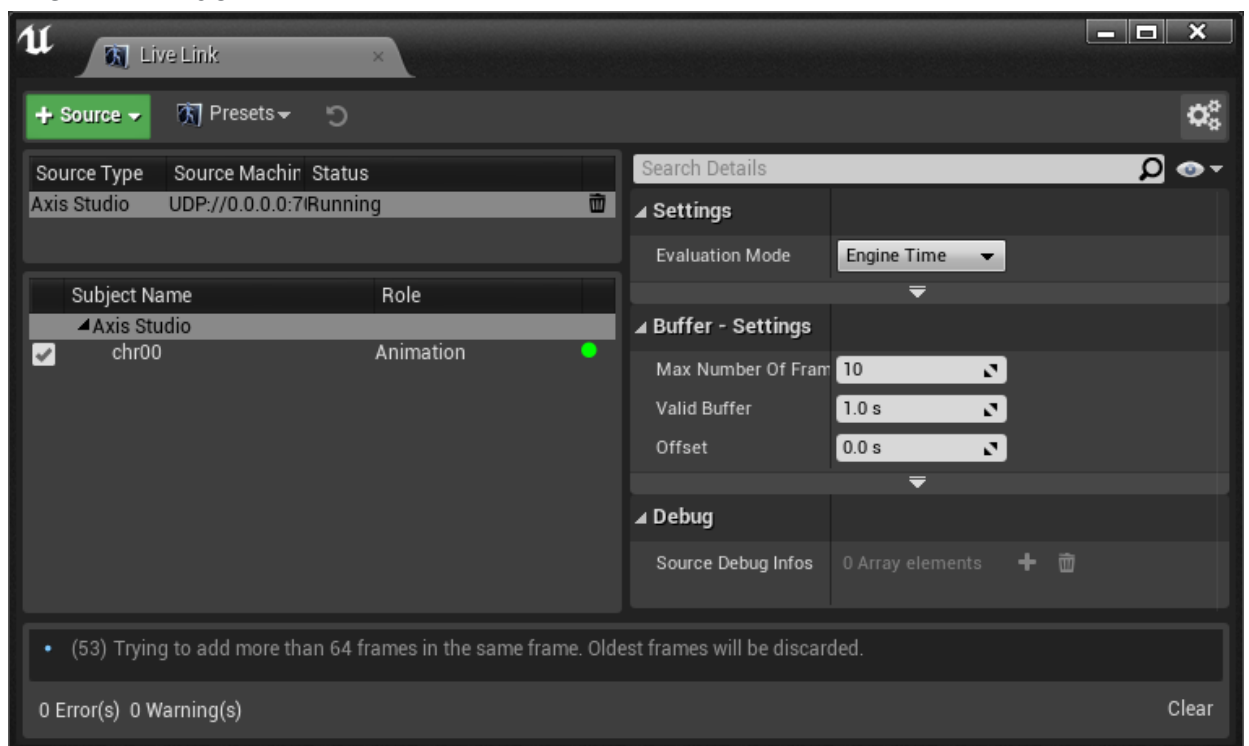 Live Link
+ Source
Presets
Source Type Source Machin Status
Axis Studio UDP://0.0.0.0:7 Running
Subject Name Role
Axis Studio
chr00 Animation
Search Details
Settings
Evaluation Mode Engine Time
Buffer - Settings
Max Number Of Fram 10
Valid Buffer 1.0 s
Offset 0.0 s
Debug
Source Debug Infos 0 Array elements
• (53) Trying to add more than 64 frames in the same frame. Oldest frames will be discarded.
0 Error(s) 0 Warning(s)
Clear